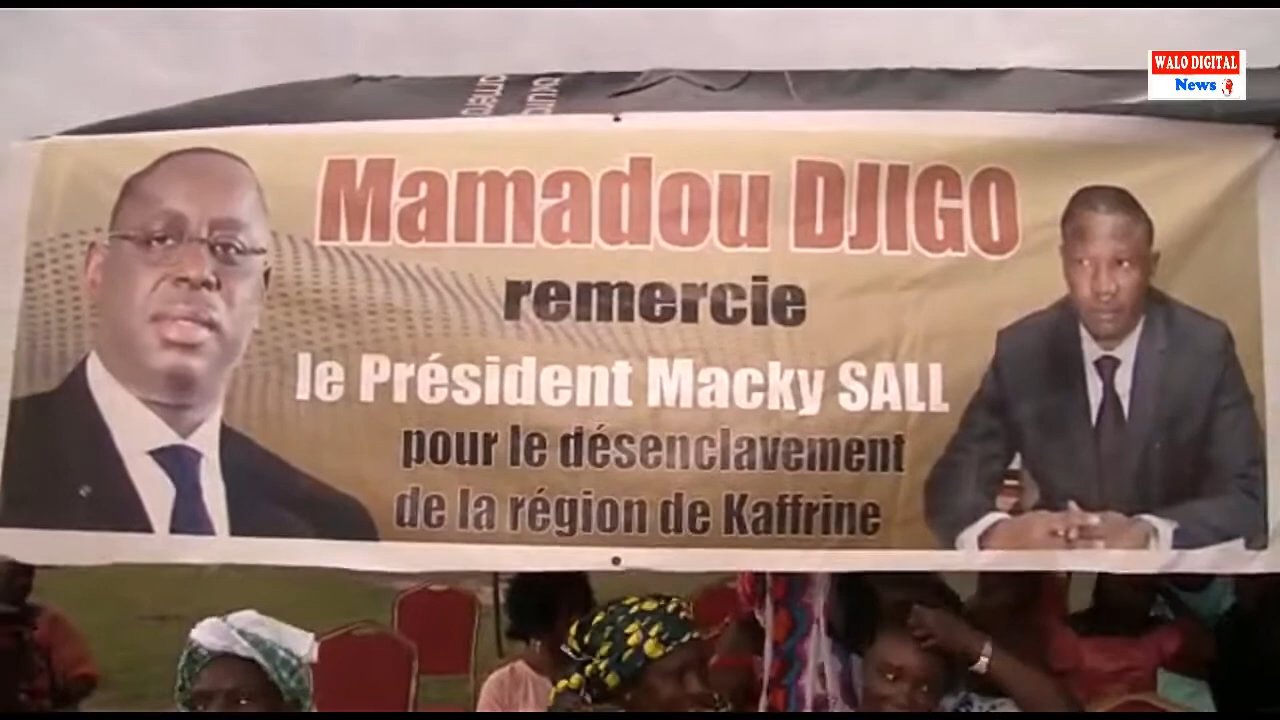 WALO DIGITAL
News
Mamadou DJIGO
remercie
le Président Macky SALL
pour le désenclavement
de la région de Kaffrine